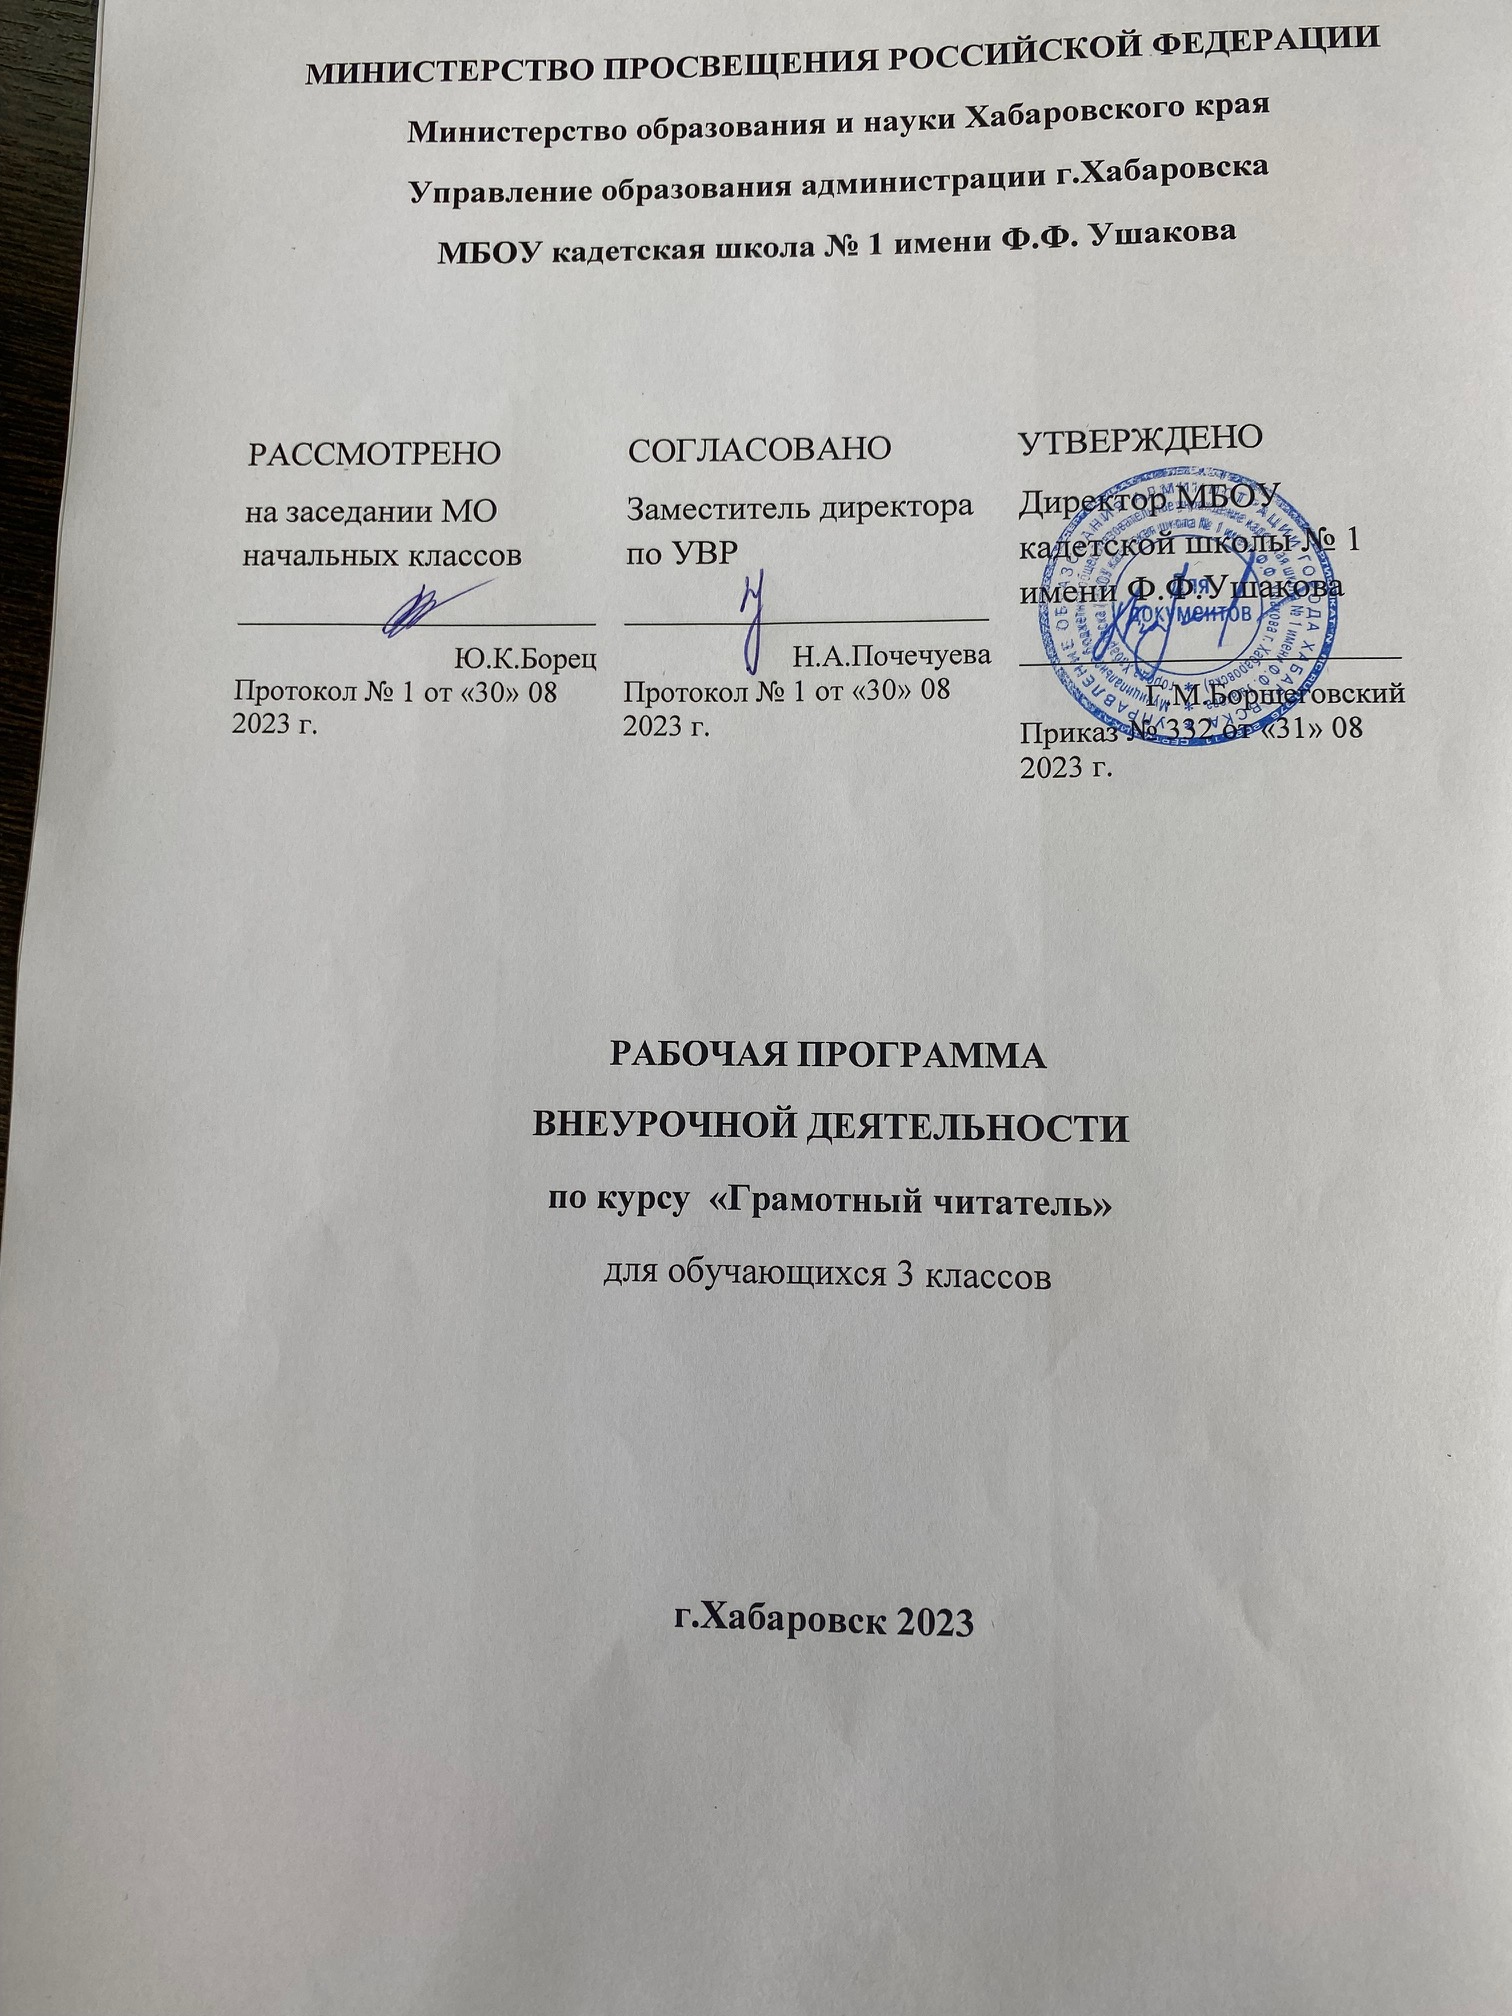 МИНИСТЕРСТВО ПРОСВЕЩЕНИЯ РОССИЙСКОЙ ФЕДЕРАЦИИ
Министерство образования и науки Хабаровского края
Управление образования администрации г.Хабаровска
МБОУ кадетская школа № 1 имени Ф.Ф. Ушакова
РАССМОТРЕНО
на заседании МО
начальных классов
Ю.К.Борец
Протокол № 1 от «30» 08
2023 г.
СОГЛАСОВАНО
Заместитель директора
по УВР
Н.А.Почечуева
Протокол № 1 от «30» 08
2023 г.
УТВЕРЖДЕНО
Директор МБОУ
кадетской школы № 1
имени Ф.Ф.Ушакова
Г.М.Борщеговский
Приказ № 332 от «31» 08
2023 г.
Для
документов
РАБОЧАЯ ПРОГРАММА
ВНЕУРОЧНОЙ ДЕЯТЕЛЬНОСТИ
по курсу «Грамотный читатель»
для обучающихся 3 классов
г.Хабаровск 2023